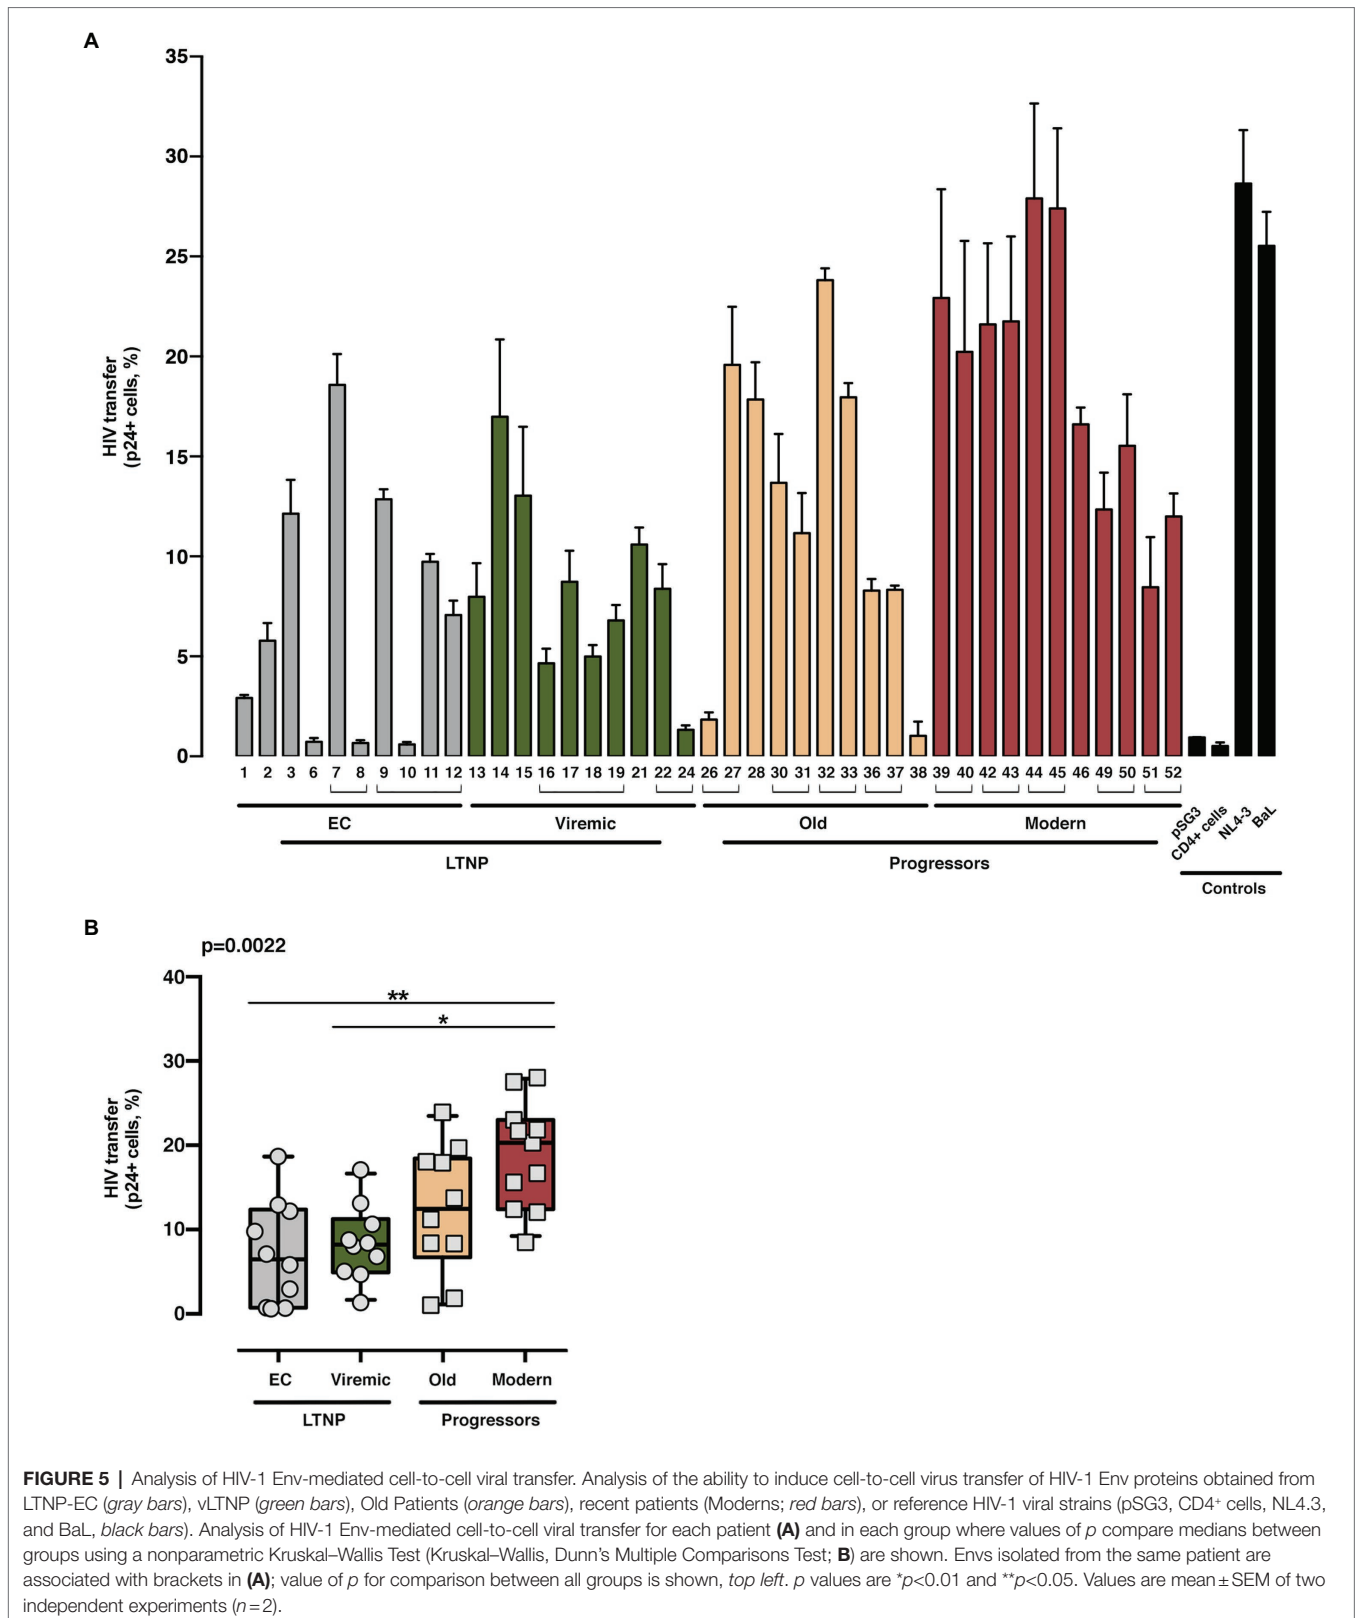 A
35
30
25
20
15
10
5
0
HIV transfer
(p24+ cells, %)
1 2 3 6 7 8 9 10 11 12 13 14 15 16 17 18 19 21 22 24 26 27 28 30 31 32 33 36 37 38 39 40 42 43 44 45 46 49 50 51 52 pSG3 CD4+ cells NL4-3 BaL
EC Viremic Old Modern
LTNP Progressors Controls
B
p=0.0022
40
30
20
10
0
HIV transfer
(p24+ cells, %)
**
*
EC Viremic Old Modern
LTNP Progressors
FIGURE 5 | Analysis of HIV-1 Env-mediated cell-to-cell viral transfer. Analysis of the ability to induce cell-to-cell virus transfer of HIV-1 Env proteins obtained from
LTNP-EC (gray bars), vLTNP (green bars), Old Patients (orange bars), recent patients (Moderns; red bars), or reference HIV-1 viral strains (pSG3, CD4⁺ cells, NL4.3,
and BaL, black bars). Analysis of HIV-1 Env-mediated cell-to-cell viral transfer for each patient (A) and in each group where values of p compare medians between
groups using a nonparametric Kruskal–Wallis Test (Kruskal–Wallis, Dunn's Multiple Comparisons Test; B) are shown. Envs isolated from the same patient are
associated with brackets in (A); value of p for comparison between all groups is shown, top left. p values are *p<0.01 and **p<0.05. Values are mean ± SEM of two
independent experiments (n = 2).